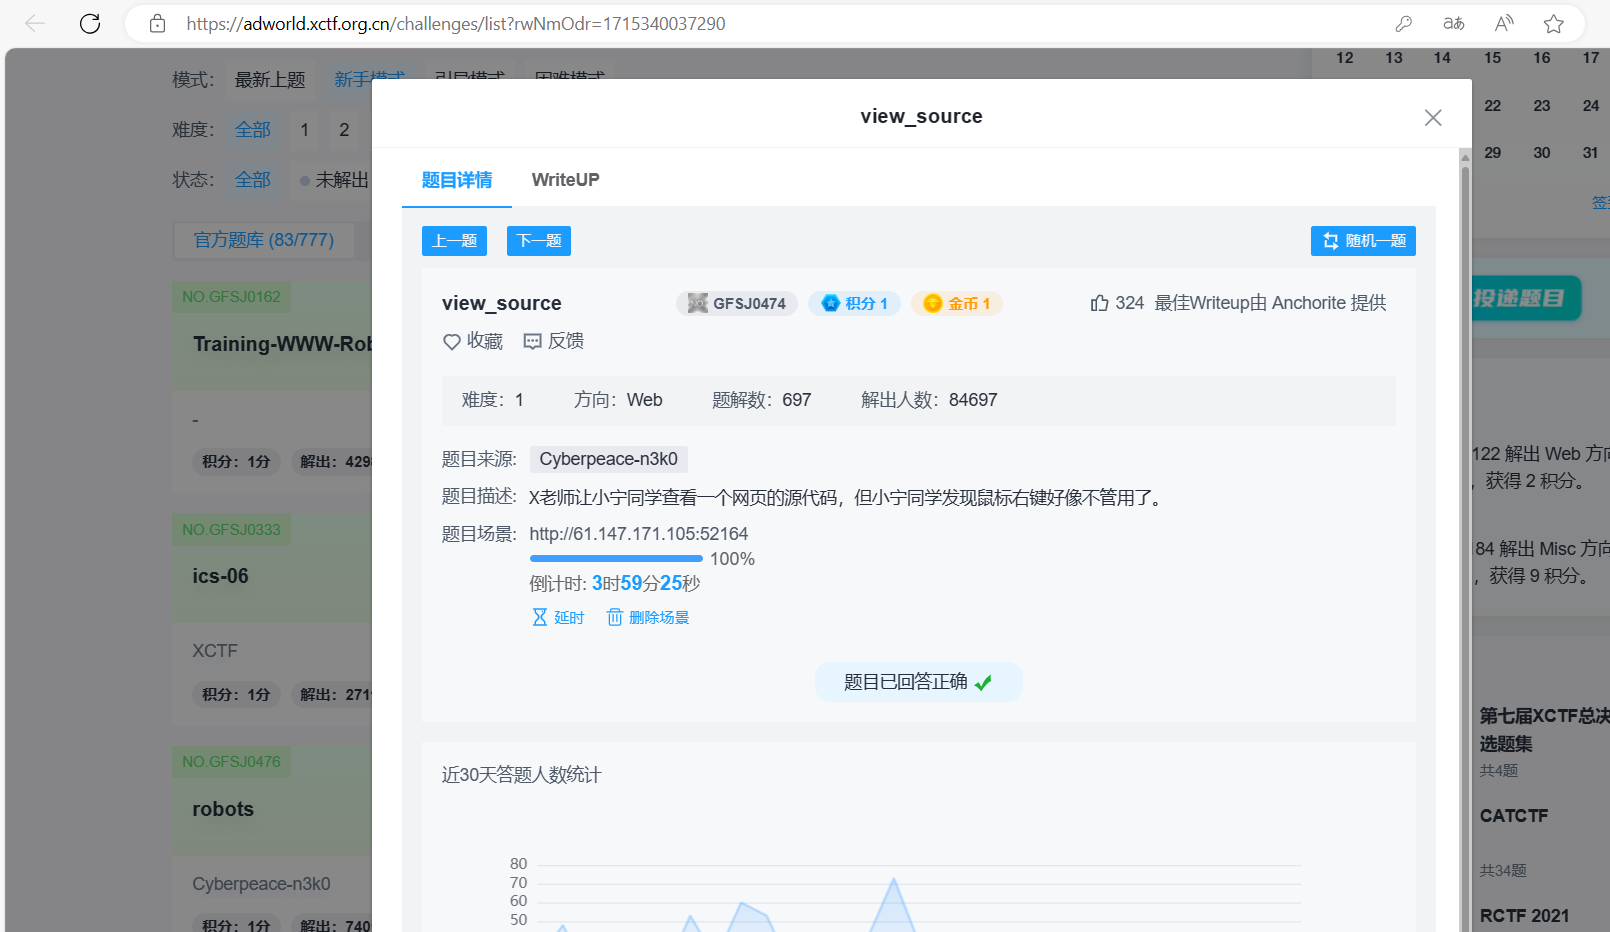 https://adworld.xctf.org.cn/challenges/list?rwNmOdr=1715340037290
模式：
最新上题
新手模式
引导模式
困难模式
难度：
全部
1
2
状态：
全部
未解出
官方题库 (83/777)
NO.GFSJ0162
Training-WWW-Rob
-
积分：1分
解出：429
NO.GFSJ0333
ics-06
XCTF
积分：1分
解出：271
NO.GFSJ0476
robots
Cyberpeace-n3k0
积分：1分
解出：740
view_source
题目详情
WriteUP
上一题
下一题
随机一题
view_source
GFSJ0474
积分 1
金币 1
324
最佳Writeup由 Anchorite 提供
收藏
反馈
难度：1
方向：Web
题解数：697
解出人数：84697
题目来源:
Cyberpeace-n3k0
题目描述:
X老师让小宁同学查看一个网页的源代码，但小宁同学发现鼠标右键好像不管用了。
题目场景:
http://61.147.171.105:52164
100%
倒计时: 3时59分25秒
延时
删除场景
题目已回答正确
近30天答题人数统计
80
70
60
50
12 13 14 15 16 17
22 23 24
29 30 31
投递题目
122 解出 Web 方
，获得 2 积分。
84 解出 Misc 方向
，获得 9 积分。
第七届XCTF总决
选题集
共4题
CATCTF
共34题
RCTF 2021